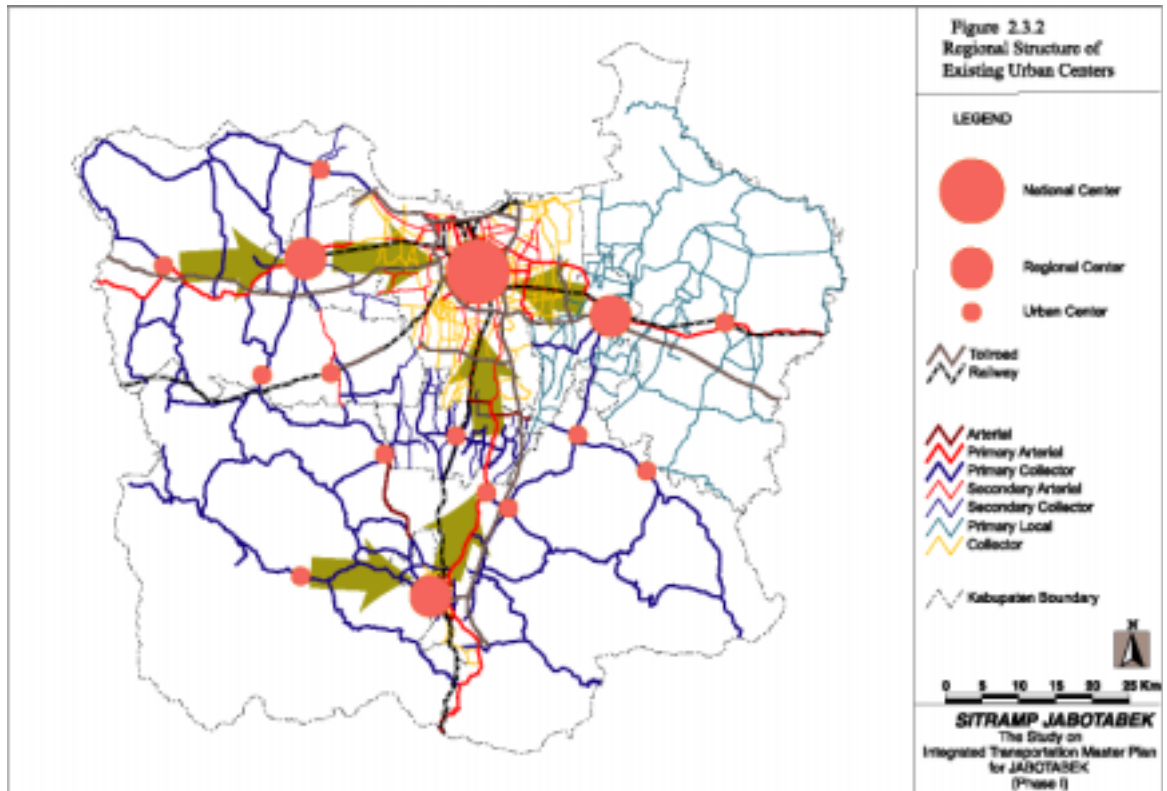 Figure 2.3.2
Regional Structure of
Existing Urban Centers
LEGEND
National Center
Regional Center
Urban Center
Tollroad
Railway
Arterial
Primary Arterial
Primary Collector
Secondary Arterial
Secondary Collector
Primary Local
Collector
Kabupaten Boundary
N
0 5 10 15 20 25 Km
SITRAMP JABOTABEK
The Study on
Integrated Transportation Master Plan
for JABOTABEK
(Phase I)